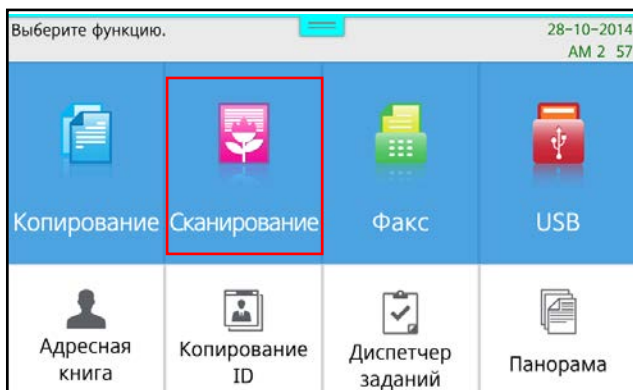 Выберите функцию.
28-10-2014
AM 2 57
Копирование
Сканирование
Факс
USB
Адресная
книга
Копирование
ID
Диспетчер
заданий
Панорама